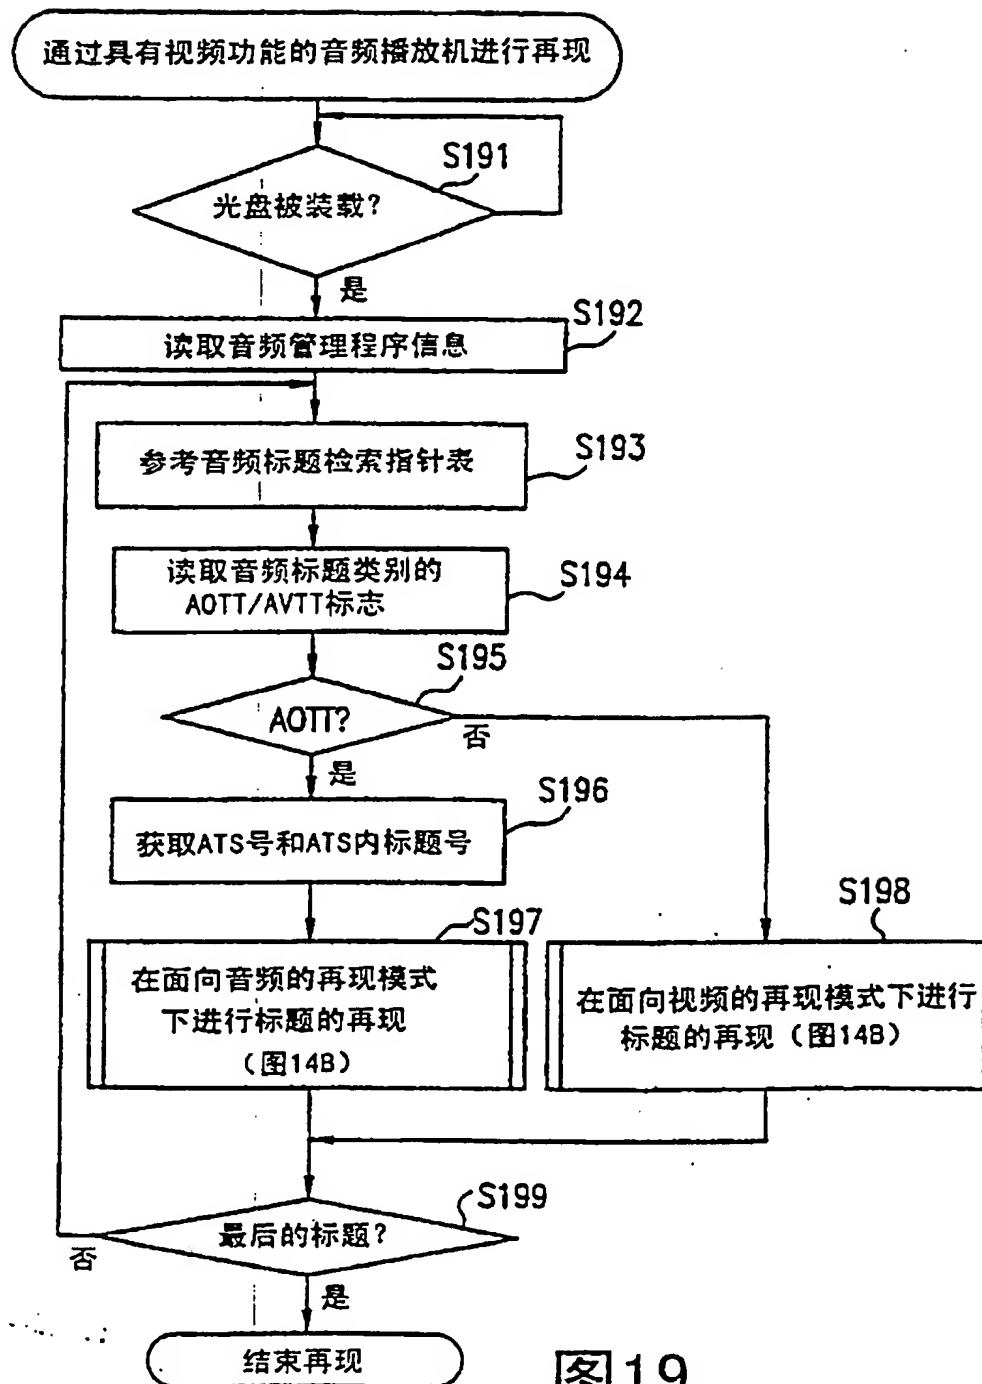 通过具有视频功能的音频播放机进行再现
S191
光盘被装载?
是
S192
读取音频管理程序信息
S193
参考音频标题检索指针表
S194
读取音频标题类别的
AOTT/AVTT标志
S195
AOTT?
否
是
S196
获取ATS号和ATS内标题号
S197
在面向音频的再现模式
下进行标题的再现
(图14B)
S198
在面向视频的再现模式下进行
标题的再现(图14B)
S199
最后的标题?
否
是
结束再现
图19